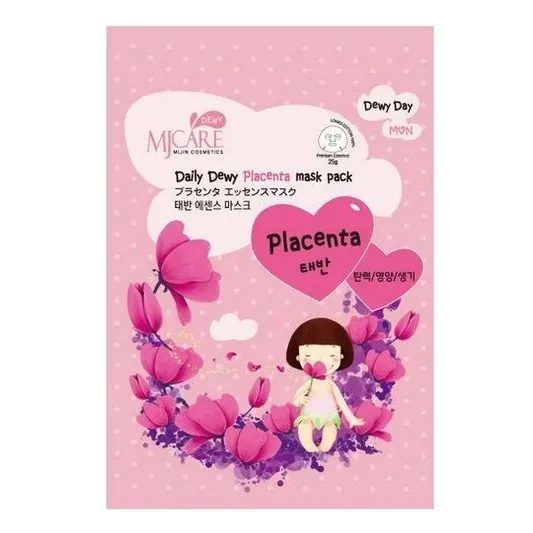 DEWY
MJCARE
MIJIN COSMETICS
Dewy Day
MON
Premium Essence
25g
Daily Dewy Placenta mask pack
プラセンタ エッセンスマスク
태반 에센스 마스크
Placenta
태반
탄력/영양/생기